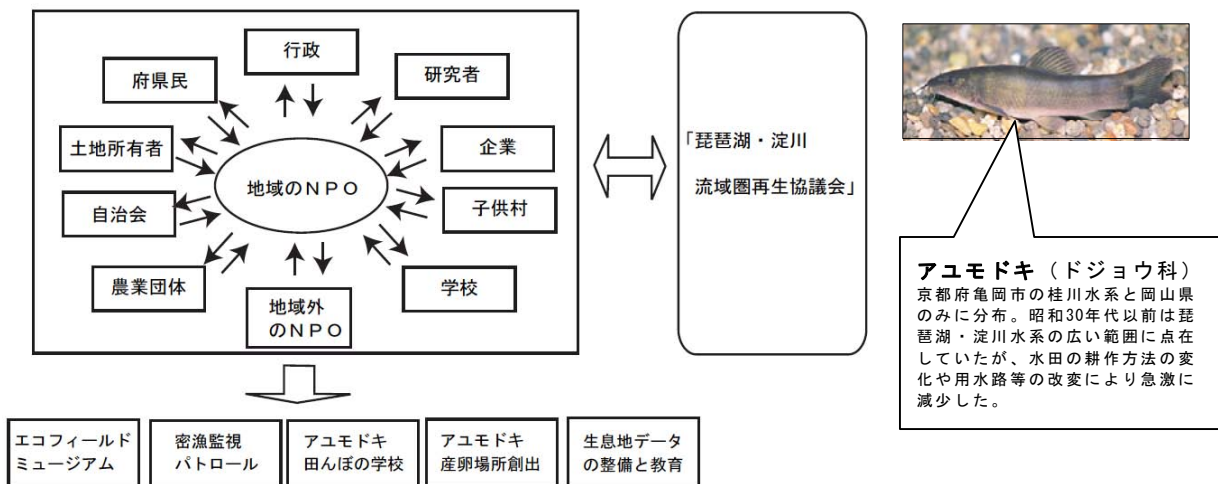 行政
府県民
研究者
土地所有者
企業
地域のNPO
自治会
子供村
農業団体
学校
地域外
のNPO
「琵琶湖・淀川
流域圏再生協議会」
アユモドキ（ドジョウ科）
京都府亀岡市の桂川水系と岡山県
のみに分布。昭和30年代以前は琵
琶湖・淀川水系の広い範囲に点在
していたが、水田の耕作方法の変
化や用水路等の改変により急激に
減少した。
エコフィールド
ミュージアム
密漁監視
パトロール
アユモドキ
田んぼの学校
アユモドキ
産卵場所創出
生息地データ
の整備と教育